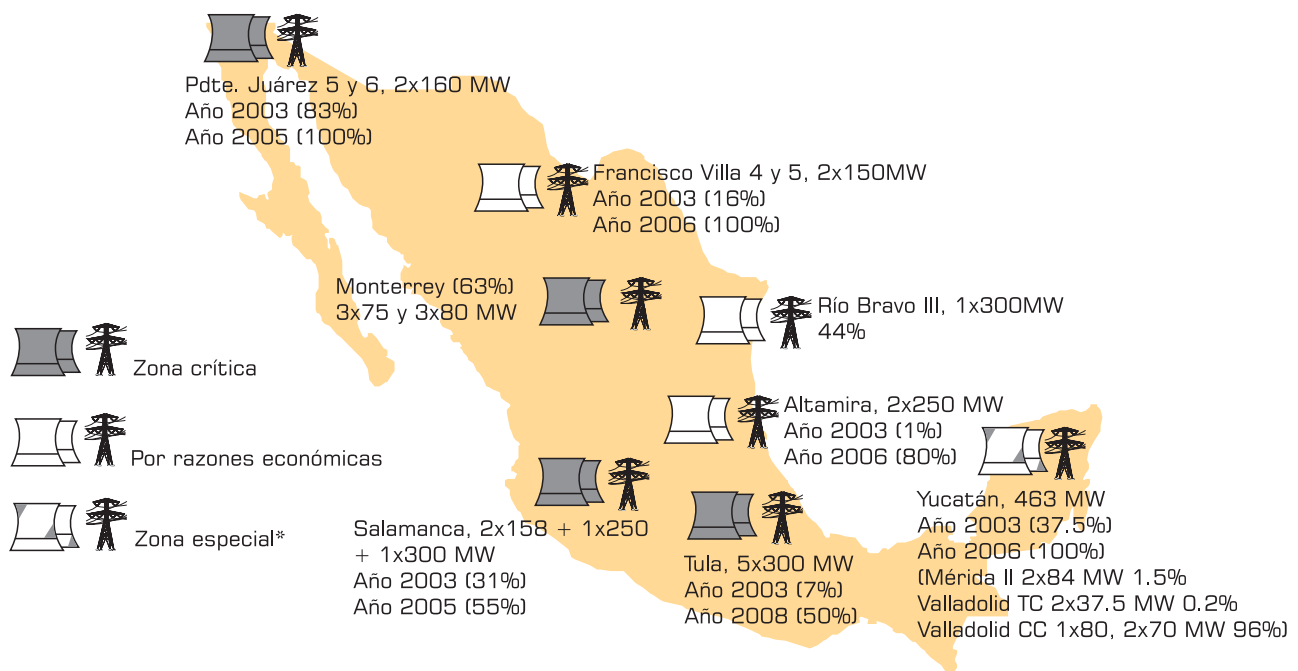 Pdte. Juárez 5 y 6, 2x160 MW
Año 2003 (83%)
Año 2005 (100%)
Francisco Villa 4 y 5, 2x150MW
Año 2003 (16%)
Año 2006 (100%)
Monterrey (63%)
3x75 y 3x80 MW
Río Bravo III, 1x300MW
44%
Zona crítica
Por razones económicas
Zona especial*
Altamira, 2x250 MW
Año 2003 (1%)
Año 2006 (80%)
Salamanca, 2x158 + 1x250
+ 1x300 MW
Año 2003 (31%)
Año 2005 (55%)
Tula, 5x300 MW
Año 2003 (7%)
Año 2008 (50%)
Yucatán, 463 MW
Año 2003 (37.5%)
Año 2006 (100%)
(Mérida II 2x84 MW 1.5%
Valladolid TC 2x37.5 MW 0.2%
Valladolid CC 1x80, 2x70 MW 96%)